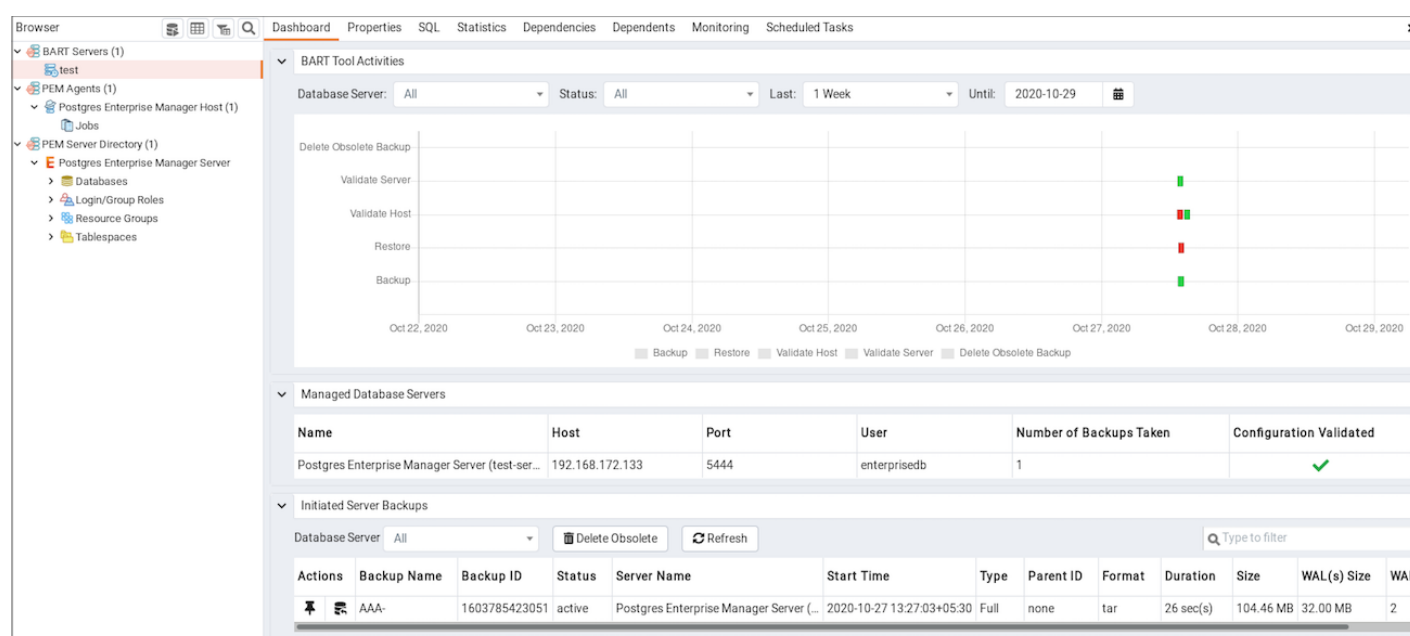 Browser
BART Servers (1)
test
PEM Agents (1)
Postgres Enterprise Manager Host (1)
Jobs
PEM Server Directory (1)
Postgres Enterprise Manager Server
Databases
Login/Group Roles
Resource Groups
Tablespaces
Dashboard Properties SQL Statistics Dependencies Dependents Monitoring Scheduled Tasks
BART Tool Activities
Database Server: All Status: All Last: 1 Week Until: 2020-10-29
Delete Obsolete Backup
Validate Server
Validate Host
Restore
Backup
Oct 22, 2020 Oct 23, 2020 Oct 24, 2020 Oct 25, 2020 Oct 26, 2020 Oct 27, 2020 Oct 28, 2020 Oct 29, 2020
Backup Restore Validate Host Validate Server Delete Obsolete Backup
Managed Database Servers
Name Host Port User Number of Backups Taken Configuration Validated
Postgres Enterprise Manager Server (test-ser... 192.168.172.133 5444 enterprisedb 1
Initiated Server Backups
Database Server All Delete Obsolete Refresh Type to filter
Actions Backup Name Backup ID Status Server Name Start Time Type Parent ID Format Duration Size WAL(s) Size WA
AAA- 1603785423051 active Postgres Enterprise Manager Server (... 2020-10-27 13:27:03+05:30 Full none tar 26 sec(s) 104.46 MB 32.00 MB 2